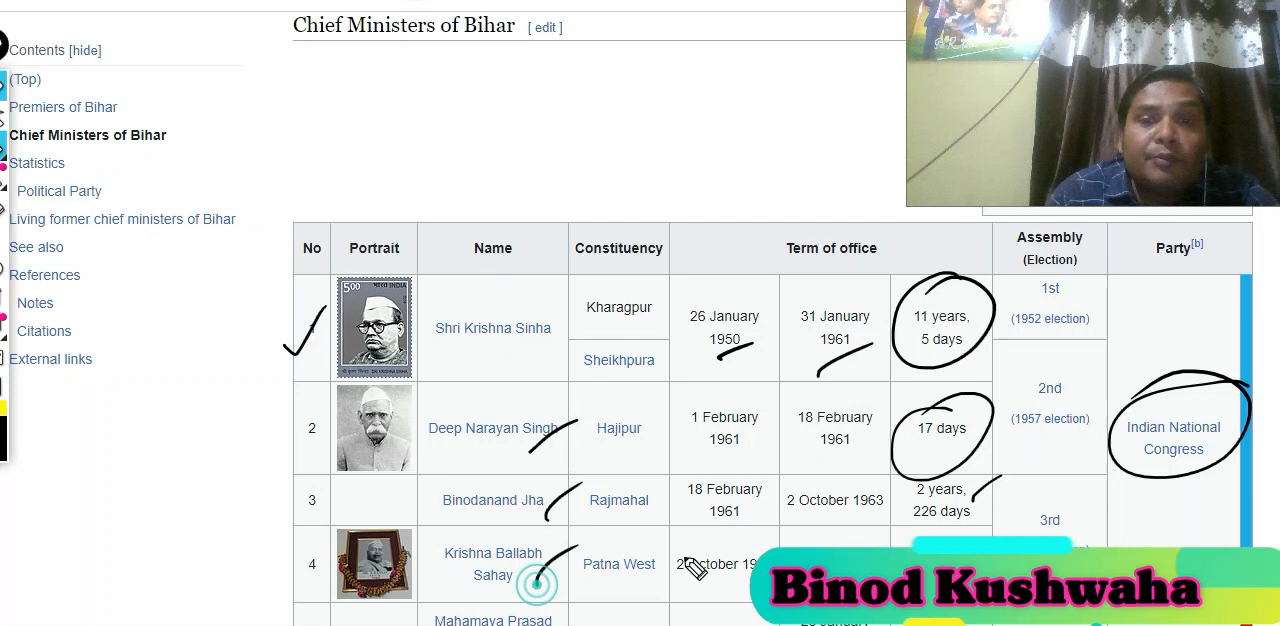 Chief Ministers of Bihar [ edit ]
Contents [hide]
(Top)
Premiers of Bihar
Chief Ministers of Bihar
Statistics
Political Party
Living former chief ministers of Bihar
See also
References
Notes
Citations
External links
No Portrait Name Constituency Term of office Assembly (Election) Party[b]
5.00 भारत INDIA
Shri Krishna Sinha
Kharagpur
Sheikhpura
26 January 1950
31 January 1961
11 years, 5 days
1st
(1952 election)
2 Deep Narayan Singh Hajipur
1 February 1961
18 February 1961
17 days
2nd
(1957 election)
Indian National Congress
3 Binodanand Jha Rajmahal
18 February 1961
2 October 1963
2 years, 226 days
3rd
4 Krishna Ballabh Sahay Patna West
Mahamaya Prasad
Binod Kushwaha